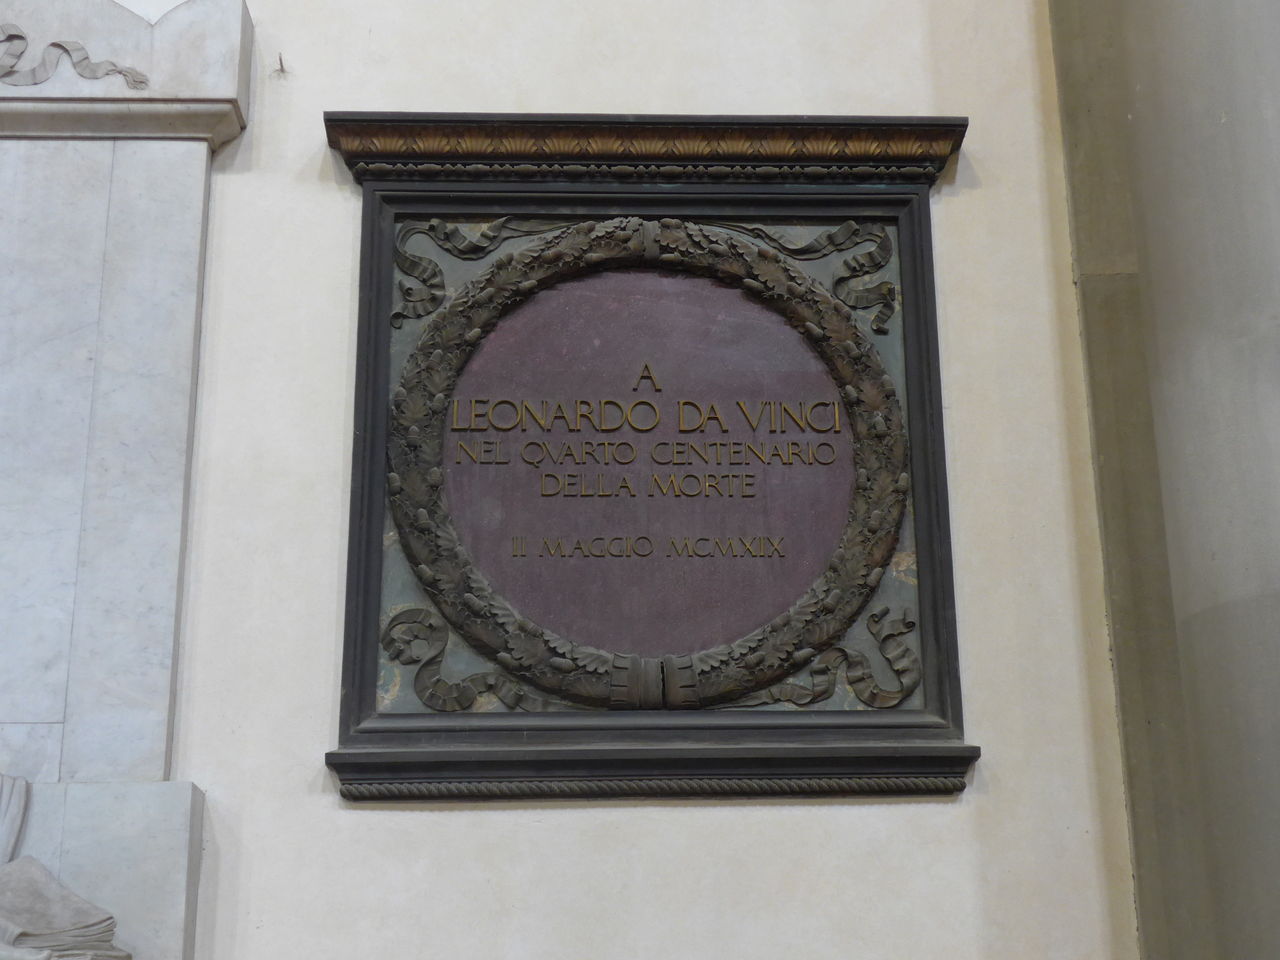 A
LEONARDO DA VINCI
NEL QVARTO CENTENARIO
DELLA MORTE
II MAGGIO MCMXIX